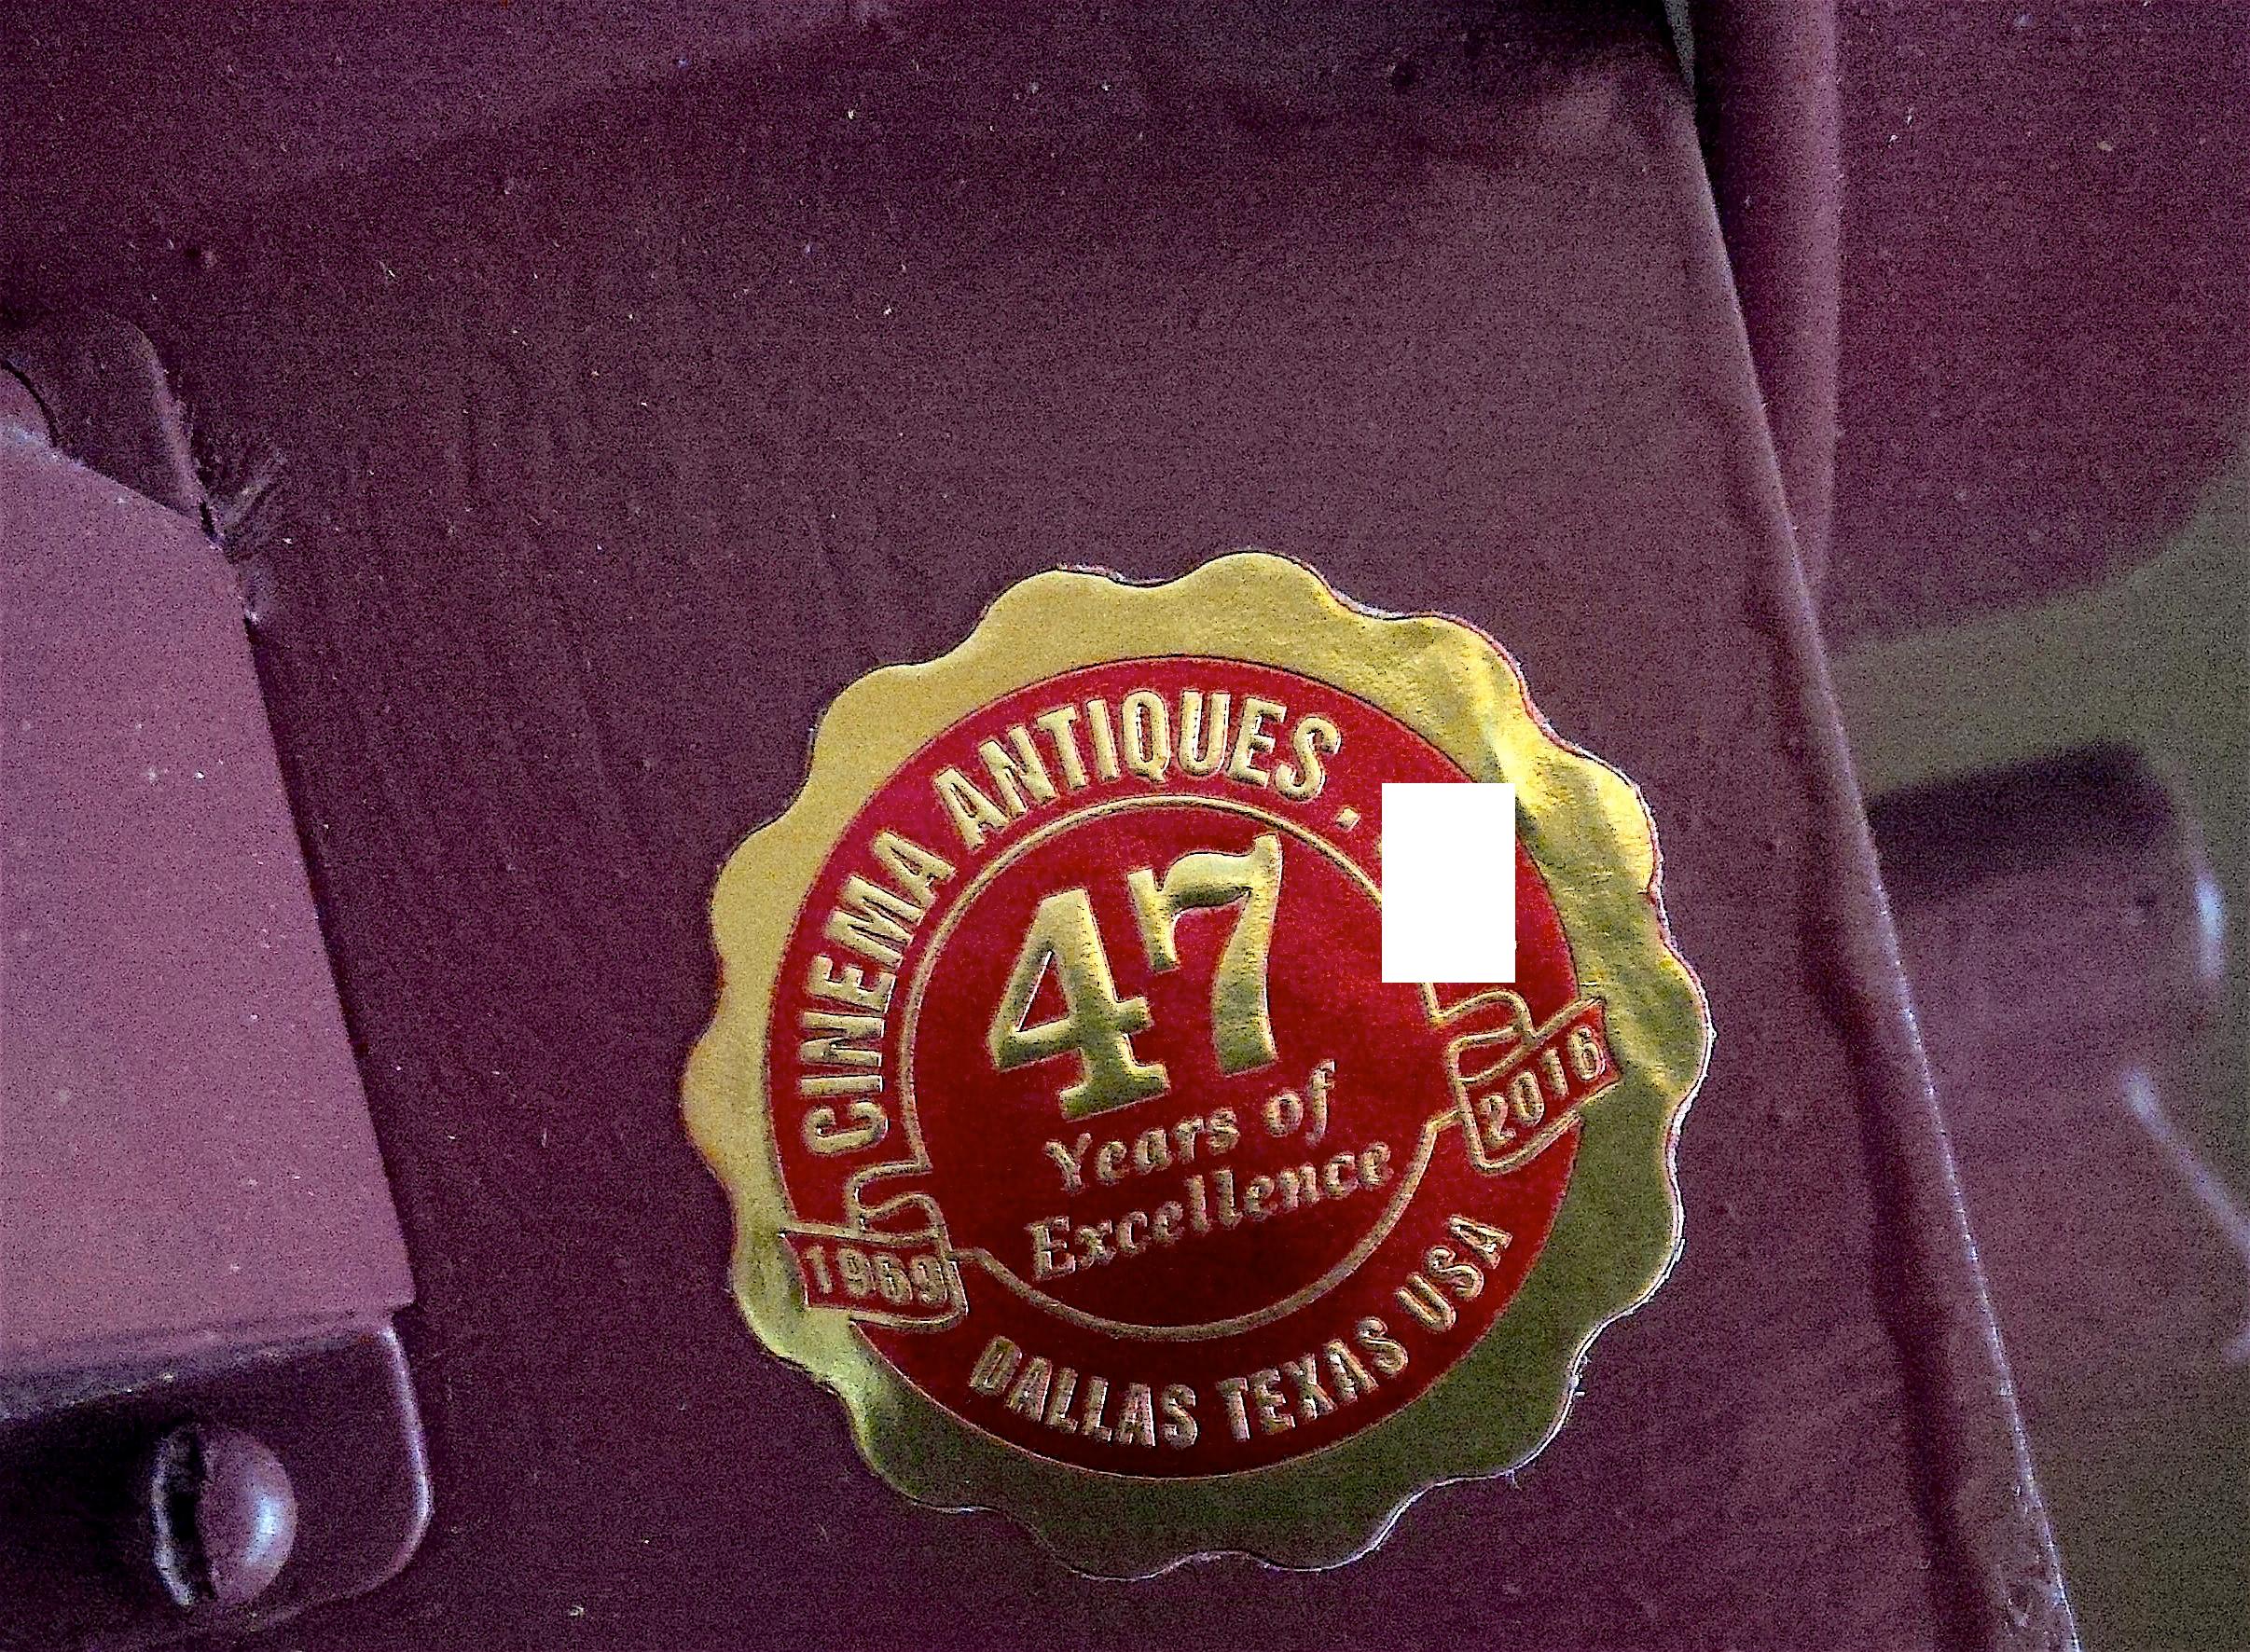 CINEMA ANTIQUES .
47
Years of
Excellence
1969
2016
DALLAS TEXAS USA